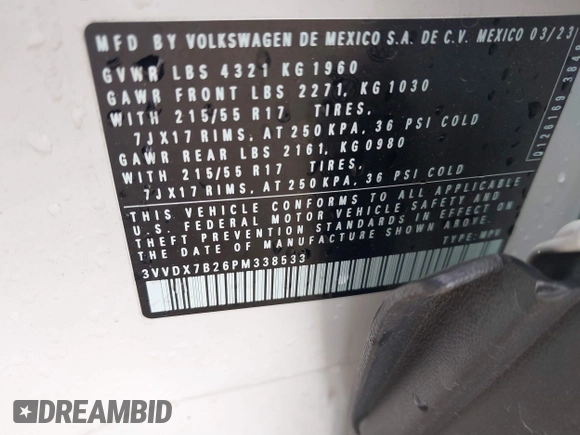 MFD BY VOLKSWAGEN DE MEXICO S.A. DE C.V. MEXICO 03/23
GVWR LBS 4321 KG 1960
GAWR FRONT LBS 2271, KG 1030
WITH 215/55 R17 TIRES,
7JX17 RIMS, AT 250 KPA, 36 PSI COLD
GAWR REAR LBS 2161, KG0980
WITH 215/55 R17 TIRES,
7JX17 RIMS, AT 250 KPA, 36 PSI COLD
THIS VEHICLE CONFORMS TO ALL APPLICABLE
U.S. FEDERAL MOTOR VEHICLE SAFETY AND
THEFT PREVENTION STANDARDS IN EFFECT ON
THE DATE OF MANUFACTURE SHOWN ABOVE.
TYPE: MPV
3VVDX7B26PM338533
D126169
DREAMBID